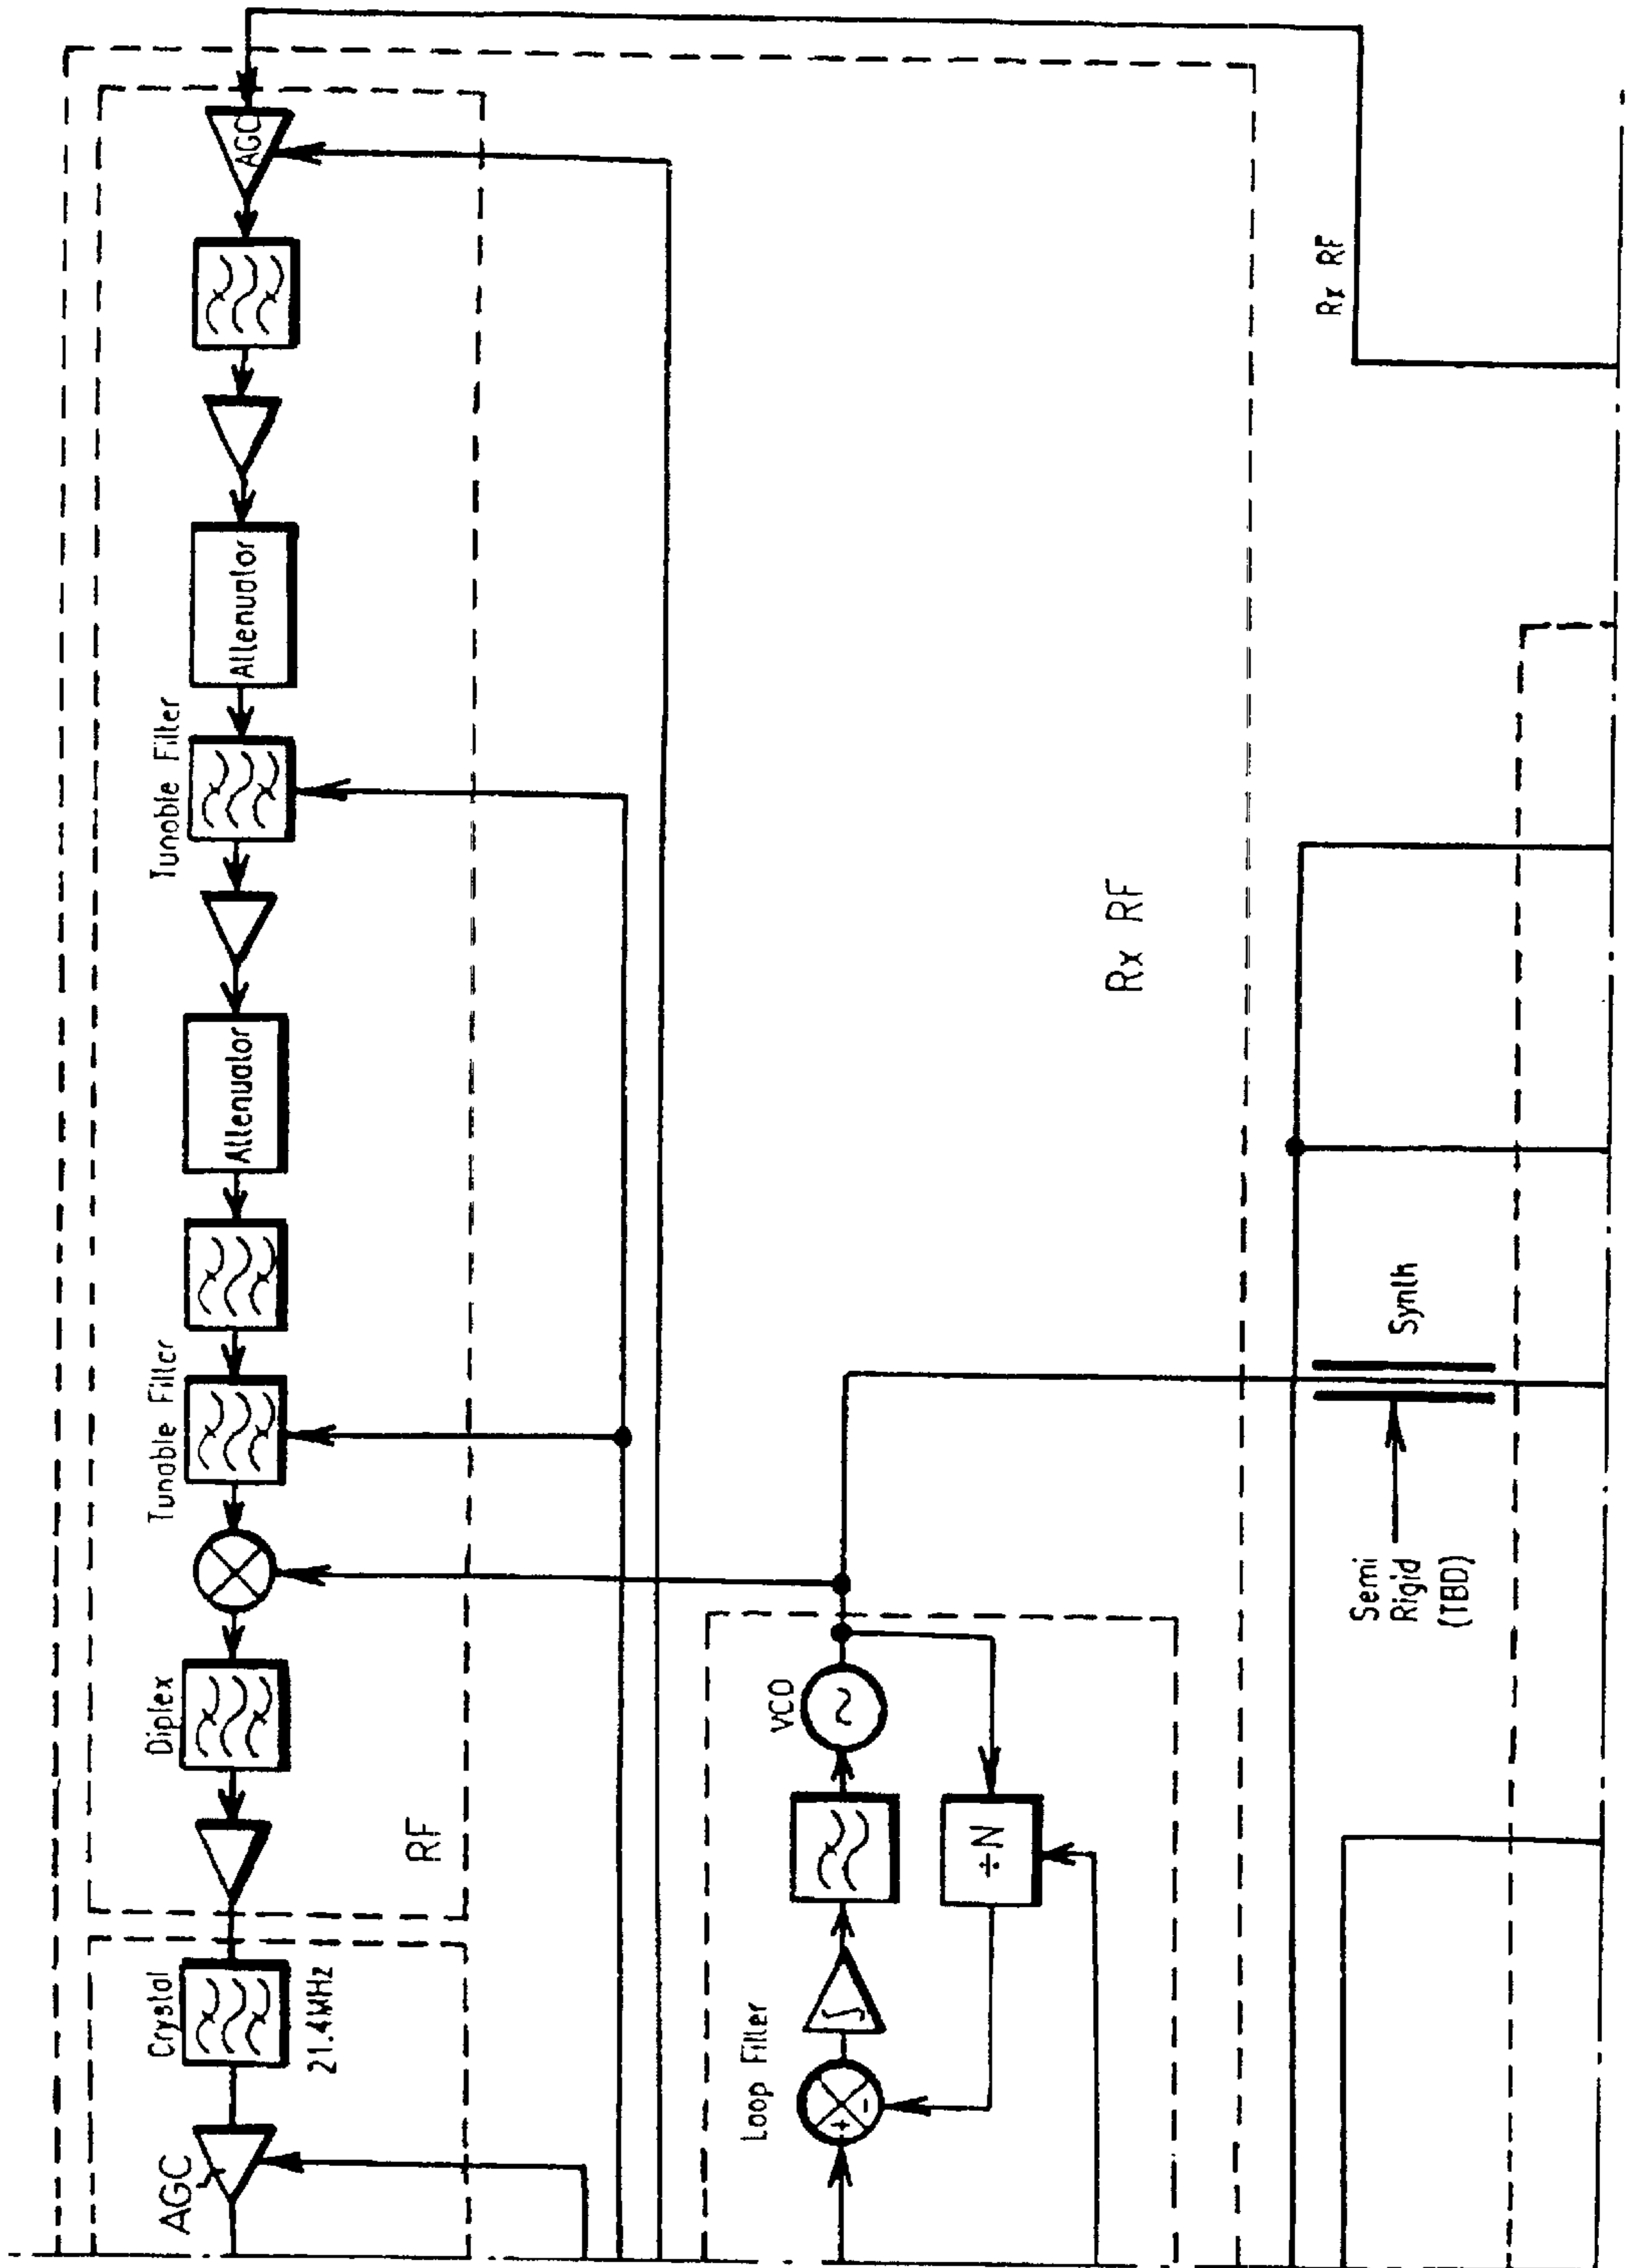 AGC
Attenuator
Tunable Filter
Attenuator
Tunable Filter
Diplex
RF
Crystal
21.4MHz
AGC
Rx RF
VCO
÷N
Loop Filter
+
-
Rx RF
Synth
Semi
Rigid
(TBD)